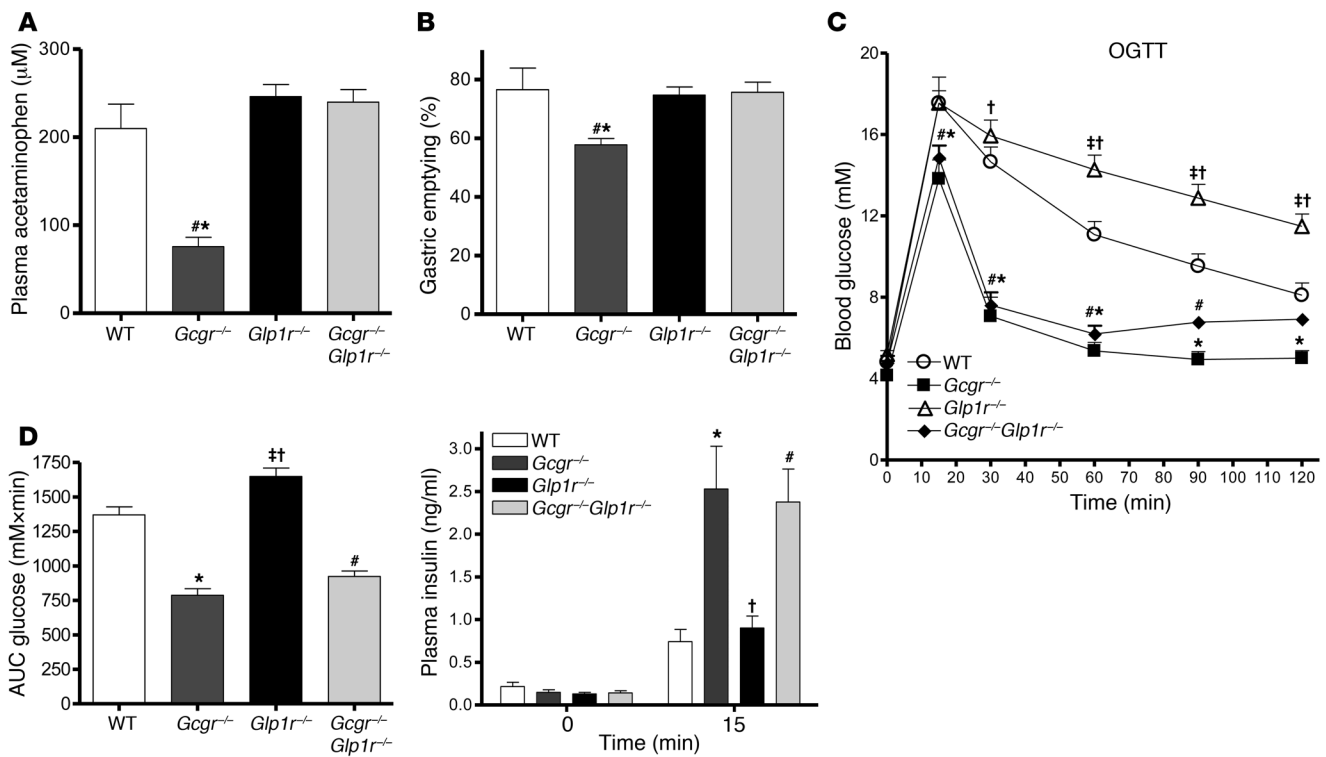 A
Plasma acetaminophen (μM)
300
200
100
0
#*
WT
Gcgr–/–
Glp1r–/–
Gcgr–/–
Glp1r–/–
B
Gastric emptying (%)
80
60
40
20
0
#*
WT
Gcgr–/–
Glp1r–/–
Gcgr–/–
Glp1r–/–
C
OGTT
Blood glucose (mM)
20
16
12
8
4
0
#*
†
#*
‡†
#*
‡†
#
*
‡†
*
WT
Gcgr–/–
Glp1r–/–
Gcgr–/–Glp1r–/–
0 10 20 30 40 50 60 70 80 90 100 110 120
Time (min)
D
AUC glucose (mM×min)
1750
1500
1250
1000
750
500
250
0
*
‡†
#
WT
Gcgr–/–
Glp1r–/–
Gcgr–/–
Glp1r–/–
Plasma insulin (ng/ml)
3.0
2.5
2.0
1.5
1.0
0.5
0.0
WT
Gcgr–/–
Glp1r–/–
Gcgr–/–Glp1r–/–
*
†
#
0 15
Time (min)